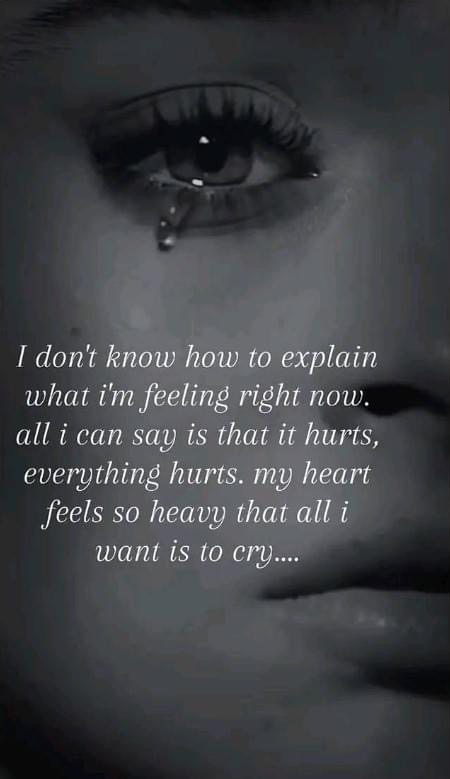 I don't know how to explain
what i'm feeling right now.
all i can say is that it hurts,
everything hurts. my heart
feels so heavy that all i
want is to cry....